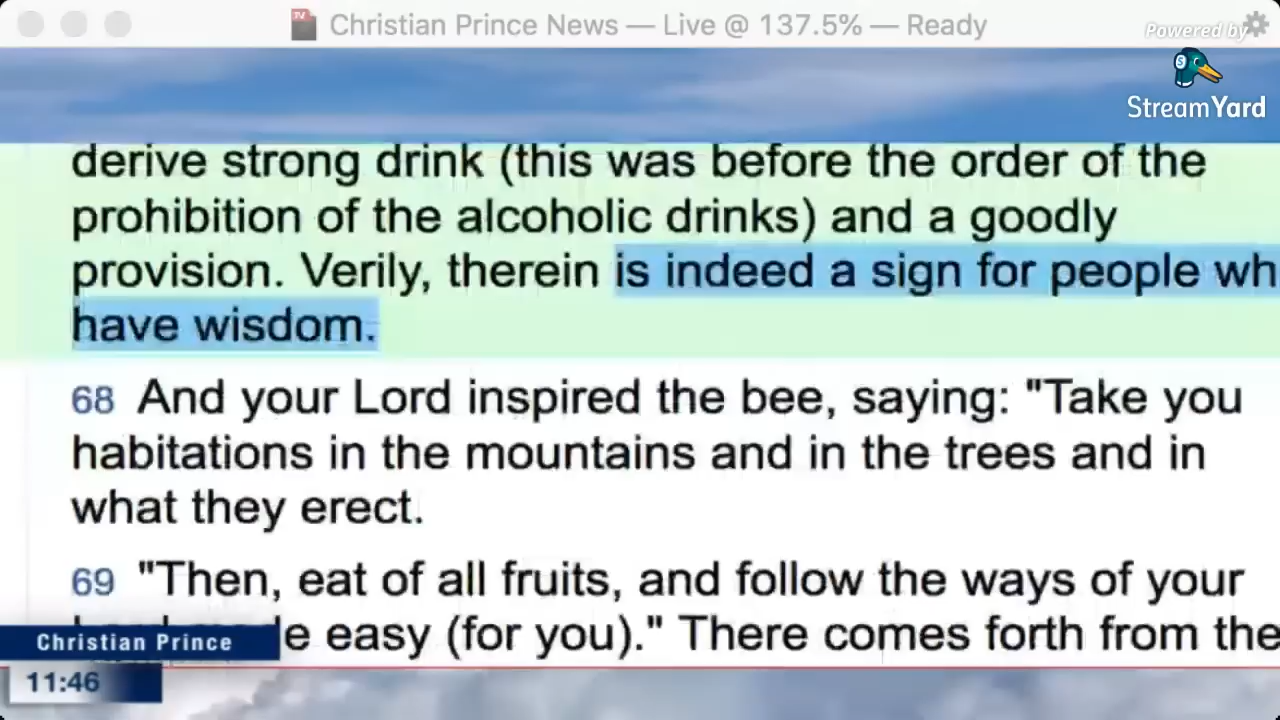 Christian Prince News — Live @ 137.5% — Ready
Powered by
StreamYard
derive strong drink (this was before the order of the
prohibition of the alcoholic drinks) and a goodly
provision. Verily, therein is indeed a sign for people wh
have wisdom.
68 And your Lord inspired the bee, saying: "Take you
habitations in the mountains and in the trees and in
what they erect.
69 "Then, eat of all fruits, and follow the ways of your
easy (for you)." There comes forth from the
Christian Prince
11:46